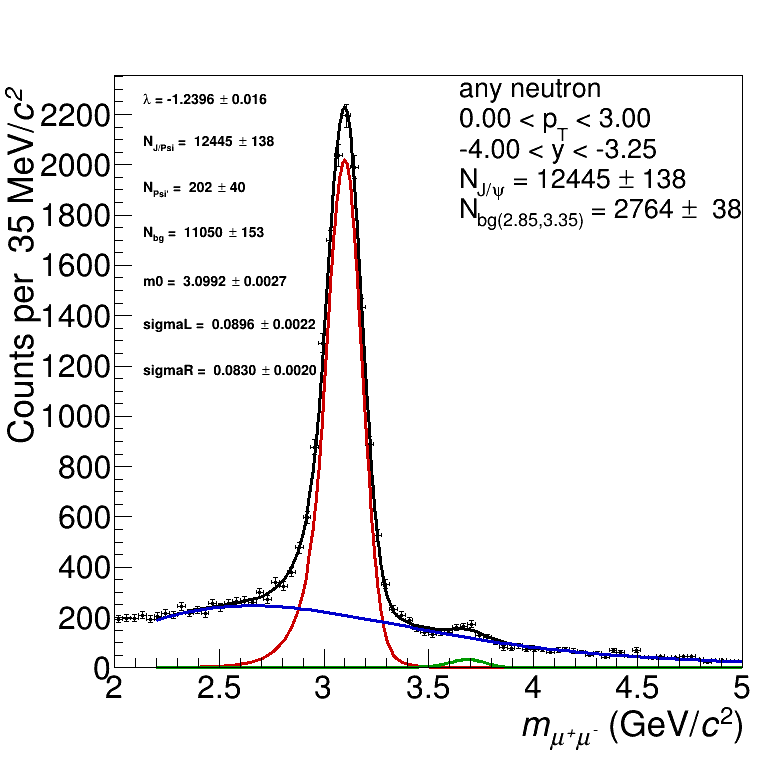 λ = -1.2396 ± 0.016
N_J/Psi = 12445 ± 138
N_Psi' = 202 ± 40
N_bg = 11050 ± 153
m0 = 3.0992 ± 0.0027
sigmaL = 0.0896 ± 0.0022
sigmaR = 0.0830 ± 0.0020
any neutron
0.00 < p_T < 3.00
-4.00 < y < -3.25
N_J/ψ = 12445 ± 138
N_bg(2.85,3.35) = 2764 ± 38
Counts per 35 MeV/c²
2200
2000
1800
1600
1400
1200
1000
800
600
400
200
0
2 2.5 3 3.5 4 4.5 5
m_μ⁺μ⁻ (GeV/c²)